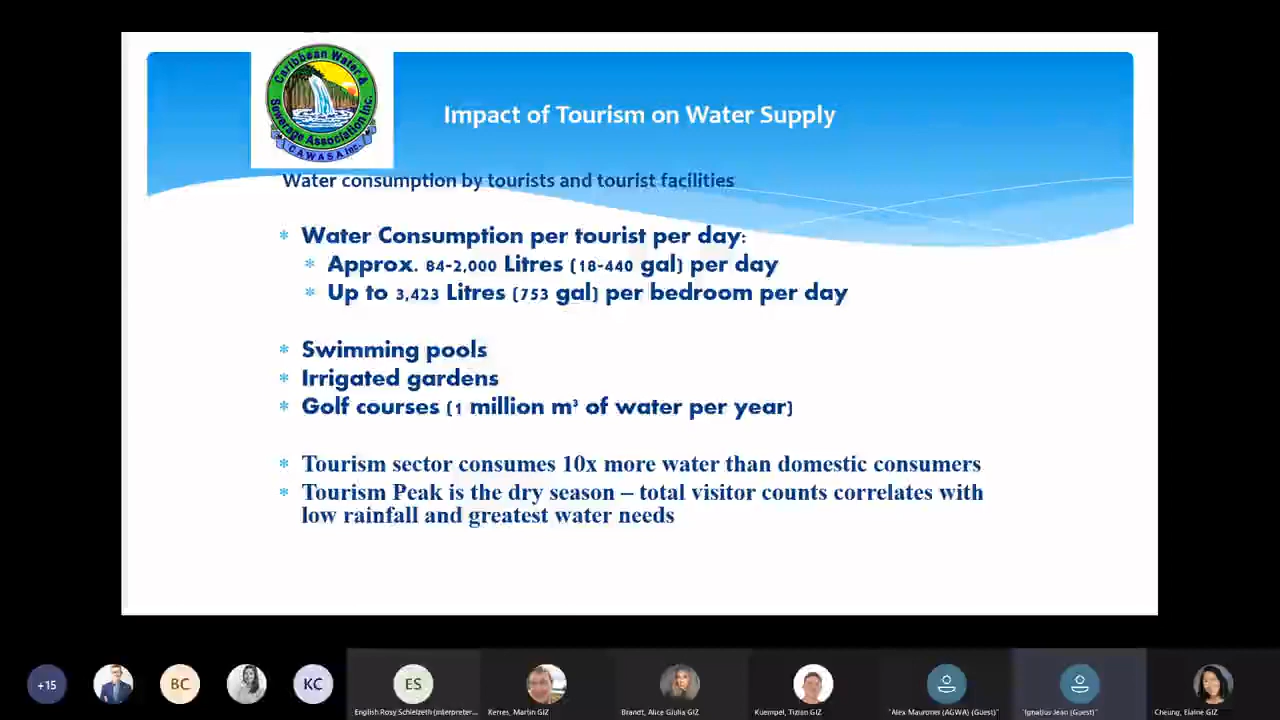 Caribbean Water &
Sewerage Association Inc.
C A W A S A Inc.
Impact of Tourism on Water Supply
Water consumption by tourists and tourist facilities
* Water Consumption per tourist per day:
* Approx. 84-2,000 Litres (18-440 gal) per day
* Up to 3,423 Litres (753 gal) per bedroom per day
* Swimming pools
* Irrigated gardens
* Golf courses (1 million m³ of water per year)
* Tourism sector consumes 10x more water than domestic consumers
* Tourism Peak is the dry season – total visitor counts correlates with
low rainfall and greatest water needs
+15
BC
KC
ES
English Rosy Schielzeth (Interpreter...
Kerres, Martin GIZ
Brandt, Alice Giulia GIZ
Kuempel, Tizian GIZ
"Alex Mauroner (AGWA) (Guest)"
"Ignatius Jean (Guest)"
Cheung, Elaine GIZ